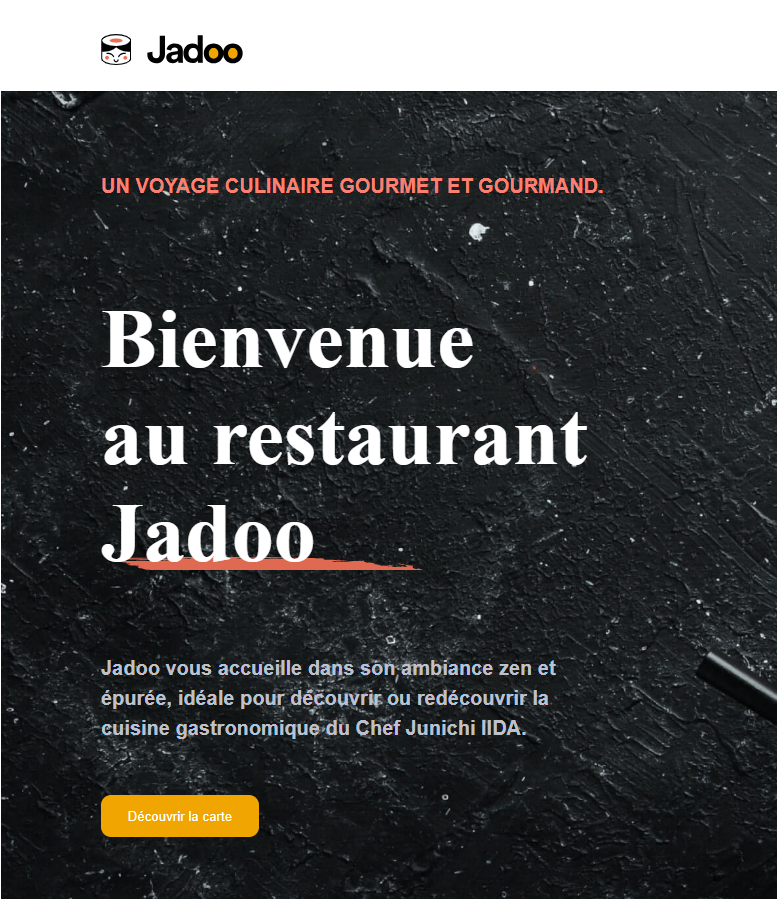 Jadoo
UN VOYAGE CULINAIRE GOURMET ET GOURMAND.
Bienvenue
au restaurant
Jadoo
Jadoo vous accueille dans son ambiance zen et
épurée, idéale pour découvrir ou redécouvrir la
cuisine gastronomique du Chef Junichi IIDA.
Découvrir la carte